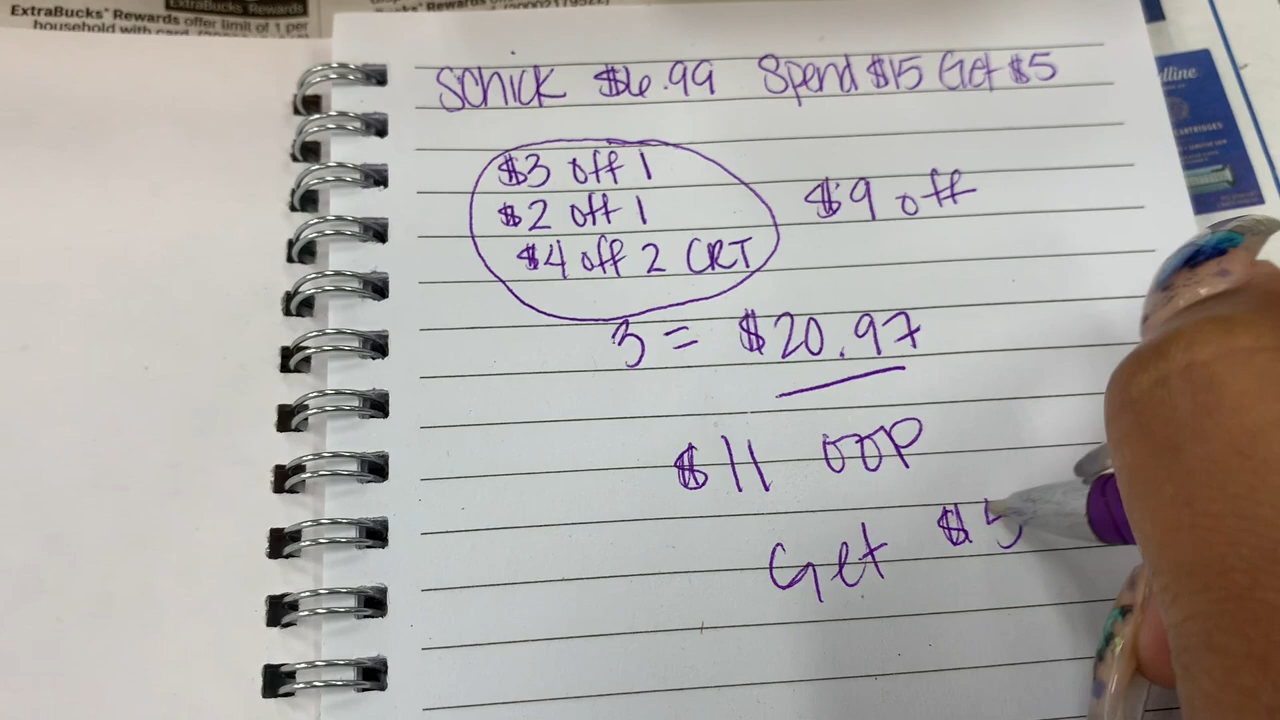 ExtraBucks Rewards
ExtraBucks® Rewards offer limit of 1 per
household with card.
Rewards
Schick $6.99 Spend $15 Get $5
$3 off 1
$2 off 1
$4 off 2 CRT
$9 off
3 = $20.97
$11 OOP
Get $5
CARTRIDGES